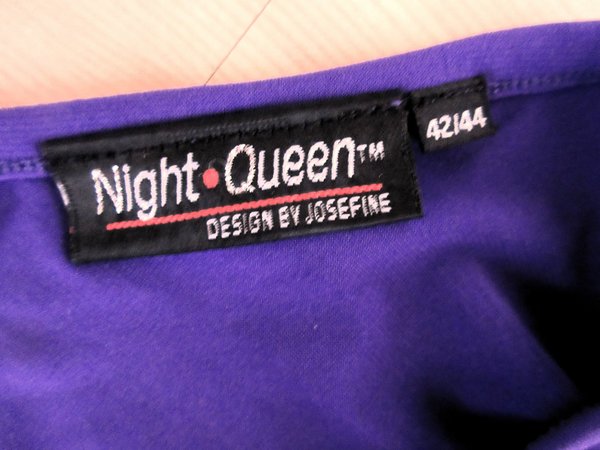 Night•Queen™
DESIGN BY JOSEFINE
42/44